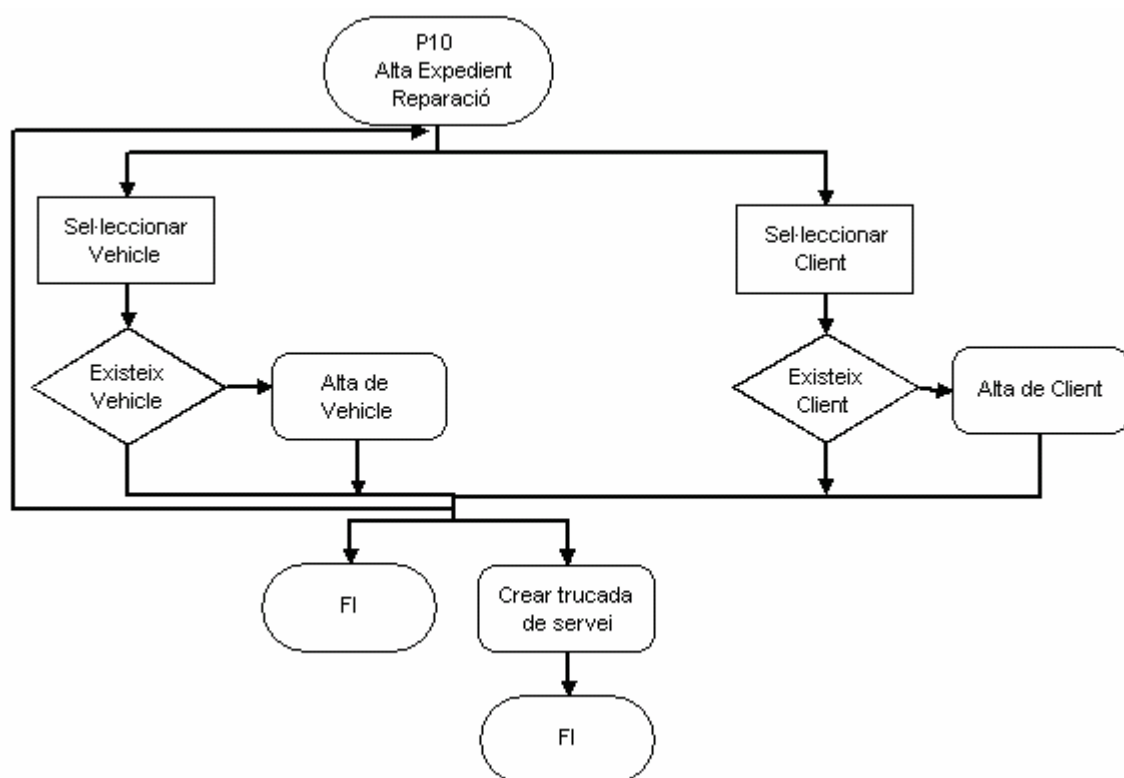 P10
Alta Expedient
Reparació
Sel·leccionar
Vehicle
Sel·leccionar
Client
Existeix
Vehicle
Alta de
Vehicle
Existeix
Client
Alta de Client
FI
Crear trucada
de servei
FI